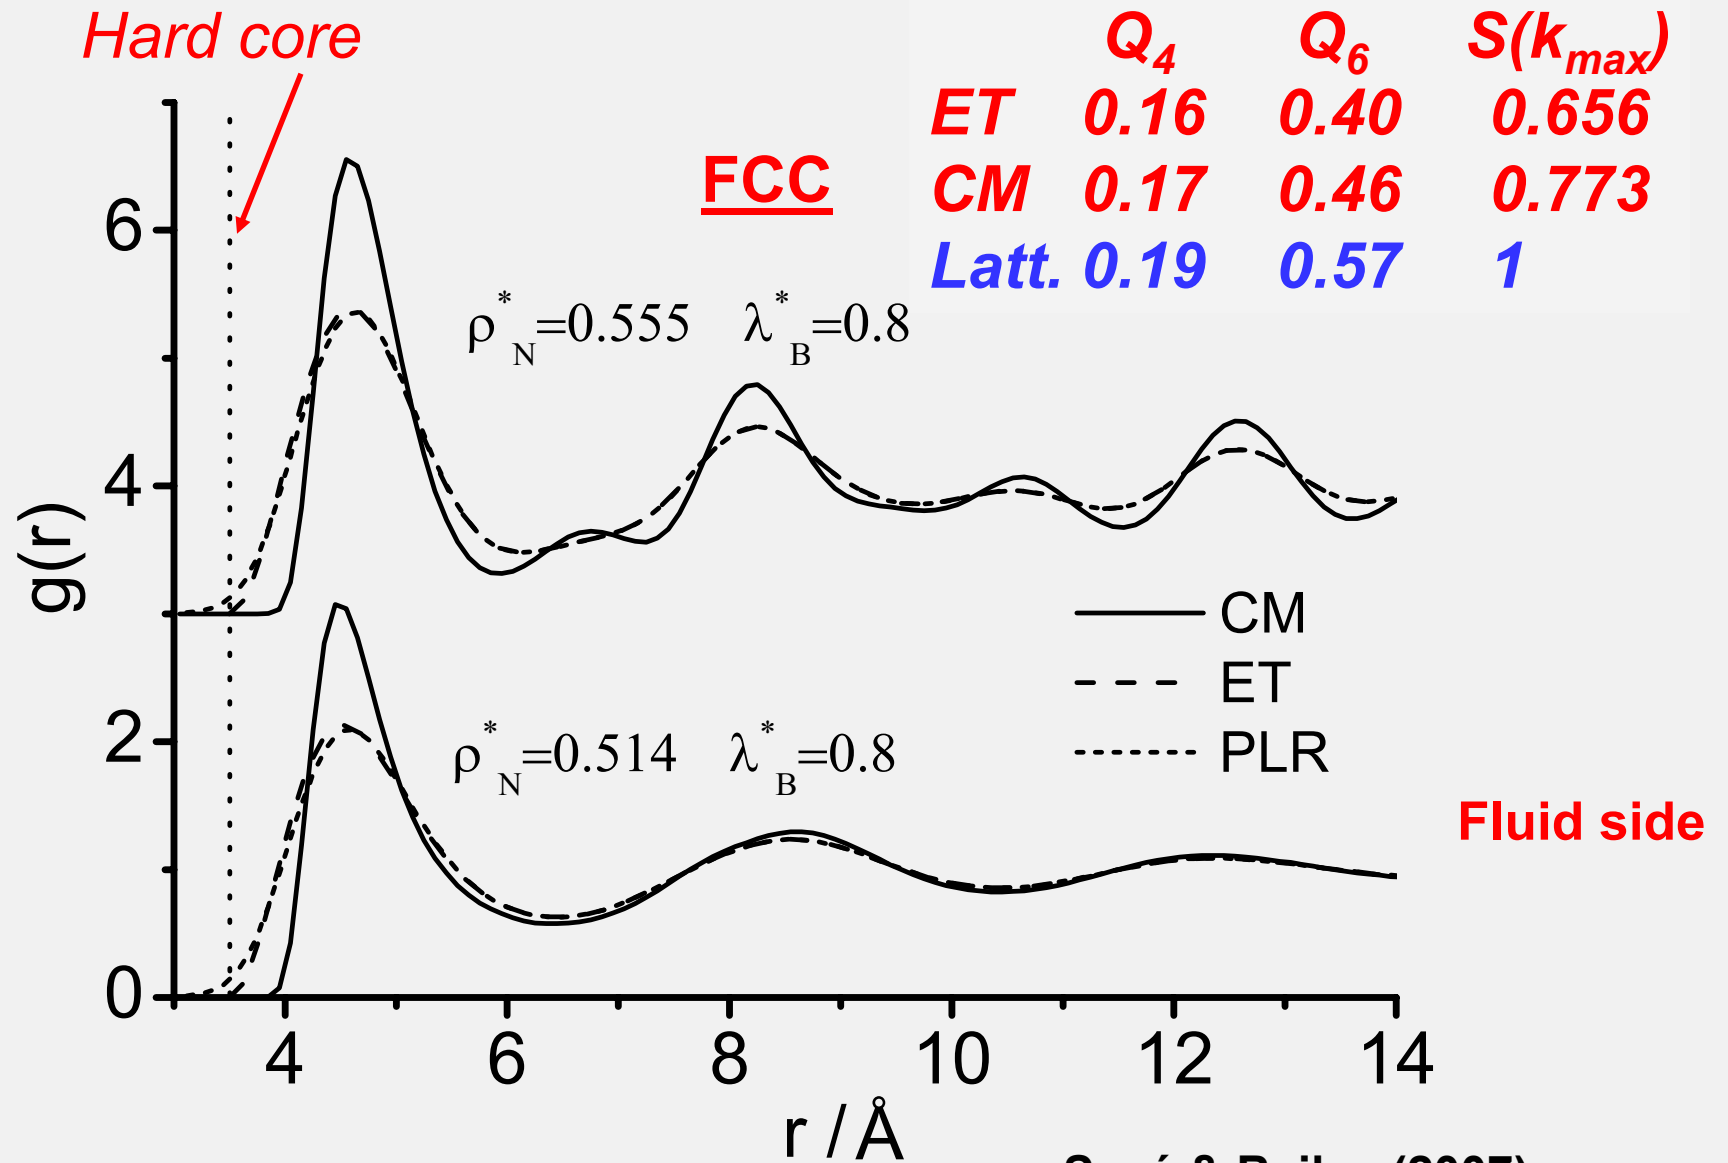 Hard core
Q4 Q6 S(kmax)
ET 0.16 0.40 0.656
FCC
CM 0.17 0.46 0.773
Latt. 0.19 0.57 1
ρ*N=0.555 λ*B=0.8
6
4
2
0
g(r)
CM
ET
PLR
ρ*N=0.514 λ*B=0.8
Fluid side
4 6 8 10 12 14
r / Å
(2007)